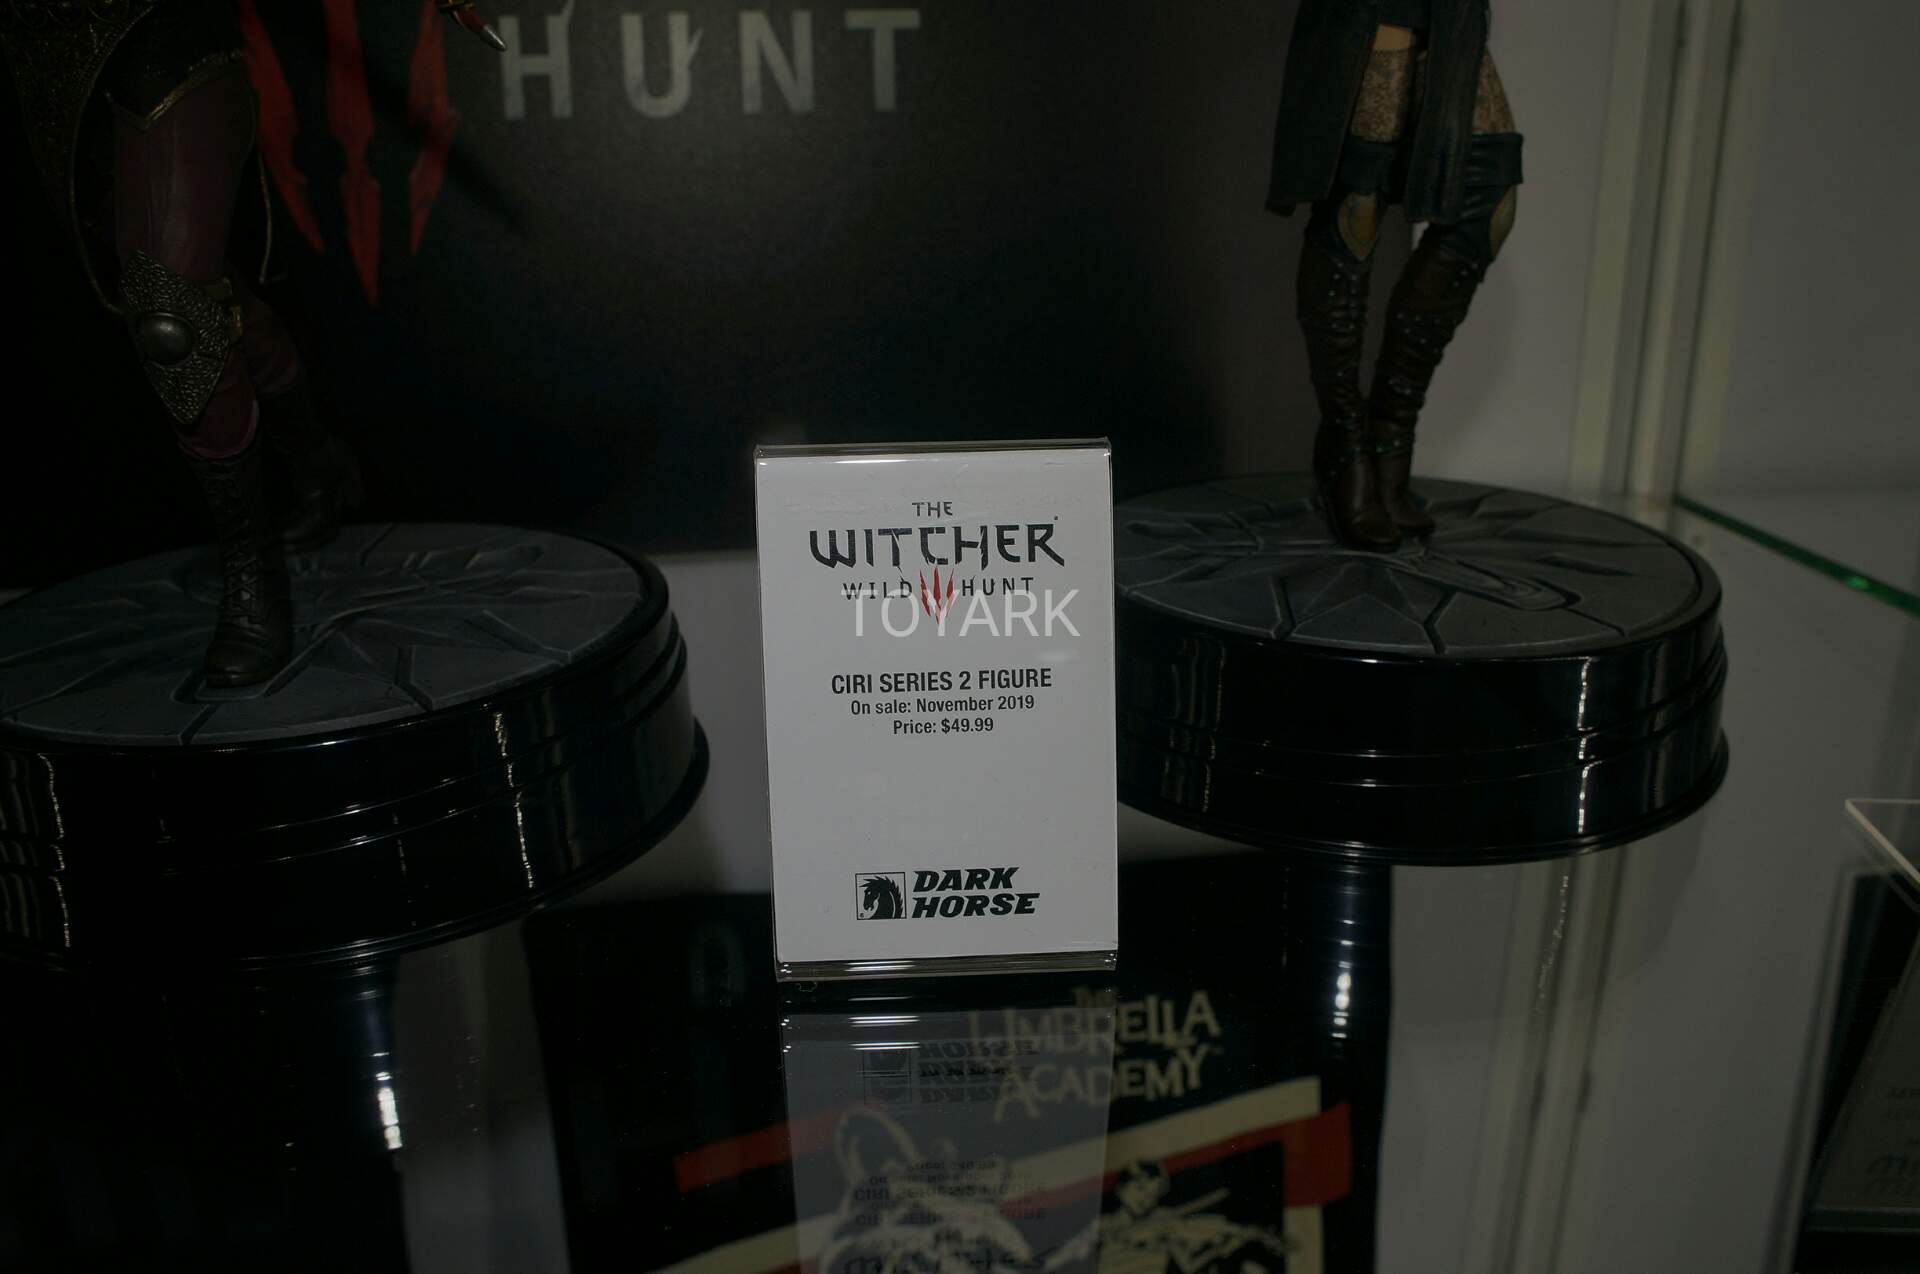 HUNT
THE
WITCHER
WILD HUNT
TOYARK
CIRI SERIES 2 FIGURE
On sale: November 2019
Price: $49.99
DARK
HORSE
THE
UMBRELLA
ACADEMY